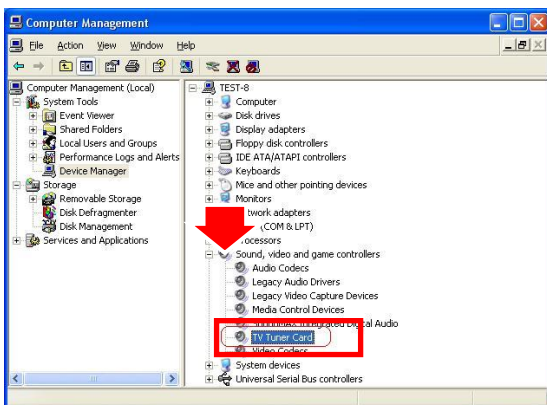 Computer Management
File Action View Window Help
Computer Management (Local)
System Tools
Event Viewer
Shared Folders
Local Users and Groups
Performance Logs and Alerts
Device Manager
Storage
Removable Storage
Disk Defragmenter
Disk Management
Services and Applications
TEST-8
Computer
Disk drives
Display adapters
Floppy disk controllers
IDE ATA/ATAPI controllers
Keyboards
Mice and other pointing devices
Monitors
twork adapters
(COM & LPT)
rocessors
Sound, video and game controllers
Audio Codecs
Legacy Audio Drivers
Legacy Video Capture Devices
Media Control Devices
Integrated Digital Audio
TV Tuner Card
Video Codecs
System devices
Universal Serial Bus controllers